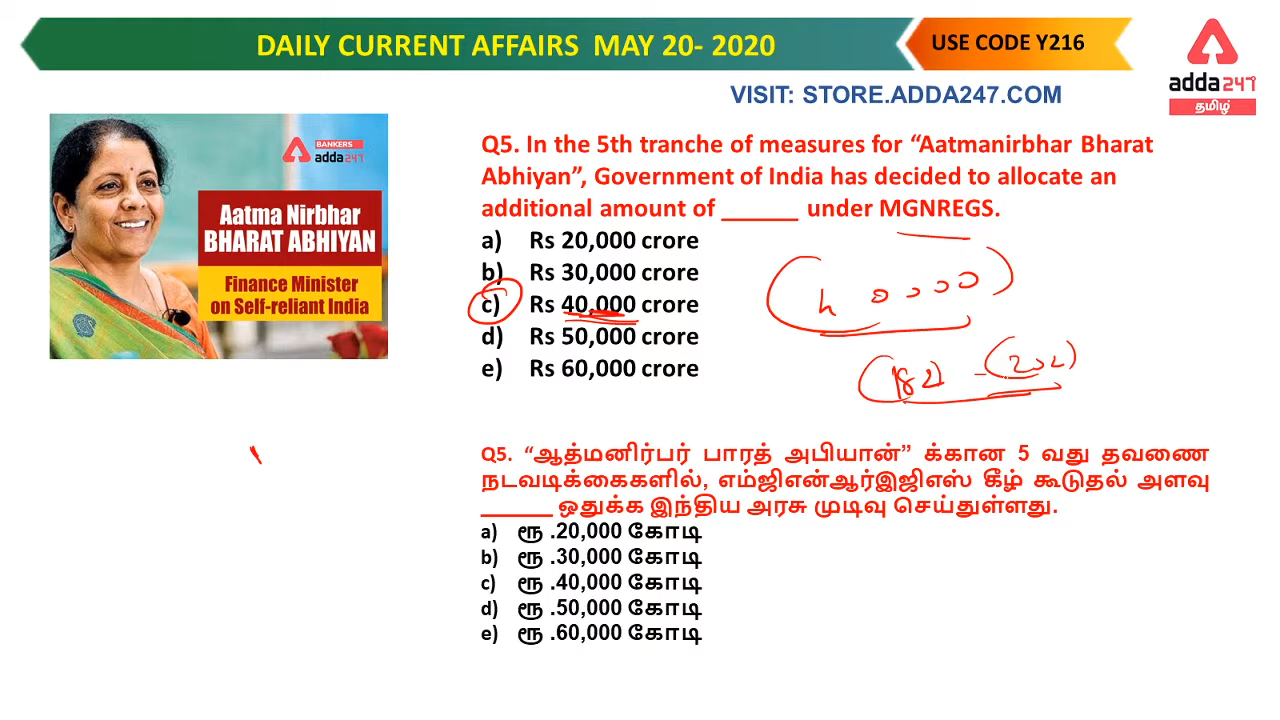 DAILY CURRENT AFFAIRS MAY 20- 2020
USE CODE Y216
adda247
தமிழ்
VISIT: STORE.ADDA247.COM
BANKERS
adda247
Aatma Nirbhar
BHARAT ABHIYAN
Finance Minister
on Self-reliant India
Q5. In the 5th tranche of measures for “Aatmanirbhar Bharat
Abhiyan”, Government of India has decided to allocate an
additional amount of ______ under MGNREGS.
a) Rs 20,000 crore
b) Rs 30,000 crore
c) Rs 40,000 crore
d) Rs 50,000 crore
e) Rs 60,000 crore
40000
182 - 202
Q5. “ஆத்மனிர்பர் பாரத் அபியான்” க்கான 5 வது தவணை
நடவடிக்கைகளில், எம்ஜிஎன்ஆர்இஜிஎஸ் கீழ் கூடுதல் அளவு
______ ஒதுக்க இந்திய அரசு முடிவு செய்துள்ளது.
a) ரூ .20,000 கோடி
b) ரூ .30,000 கோடி
c) ரூ .40,000 கோடி
d) ரூ .50,000 கோடி
e) ரூ .60,000 கோடி